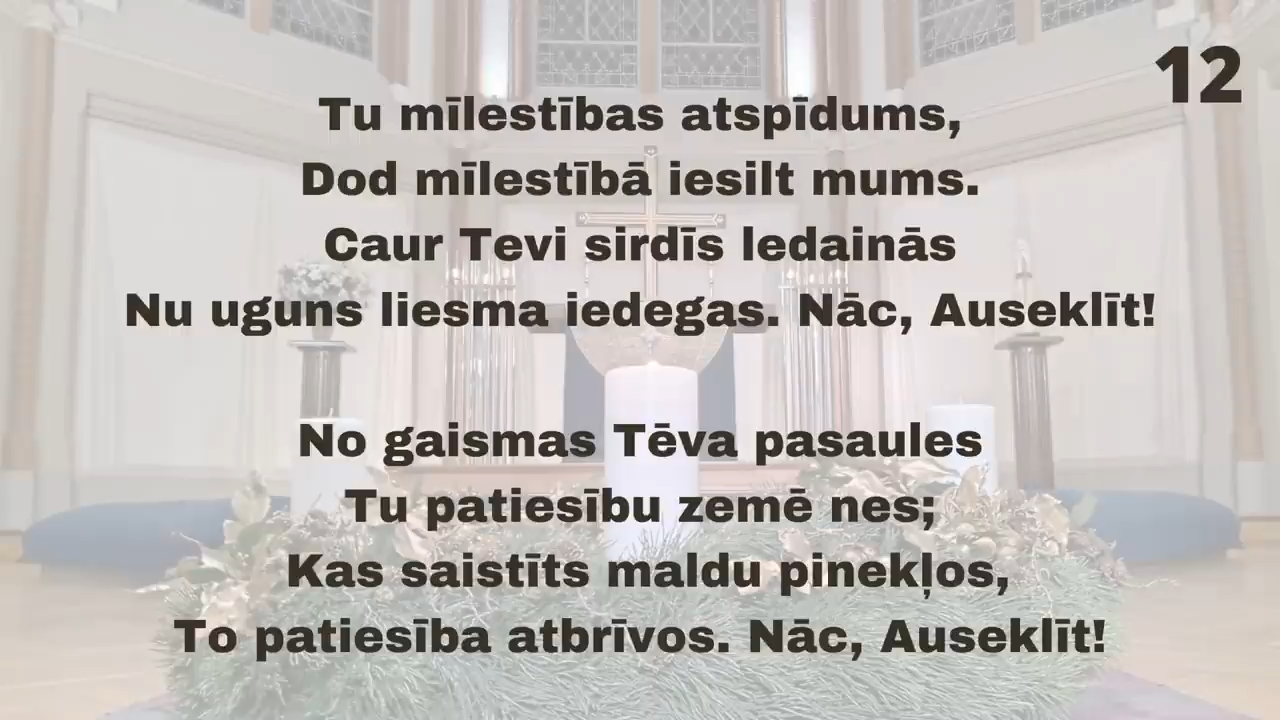 12
Tu mīlestības atspīdums,
Dod mīlestībā iesilt mums.
Caur Tevi sirdīs ledainās
Nu uguns liesma iedegas. Nāc, Auseklīt!
No gaismas Tēva pasaules
Tu patiesību zemē nes;
Kas saistīts maldu pinekļos,
To patiesība atbrīvos. Nāc, Auseklīt!